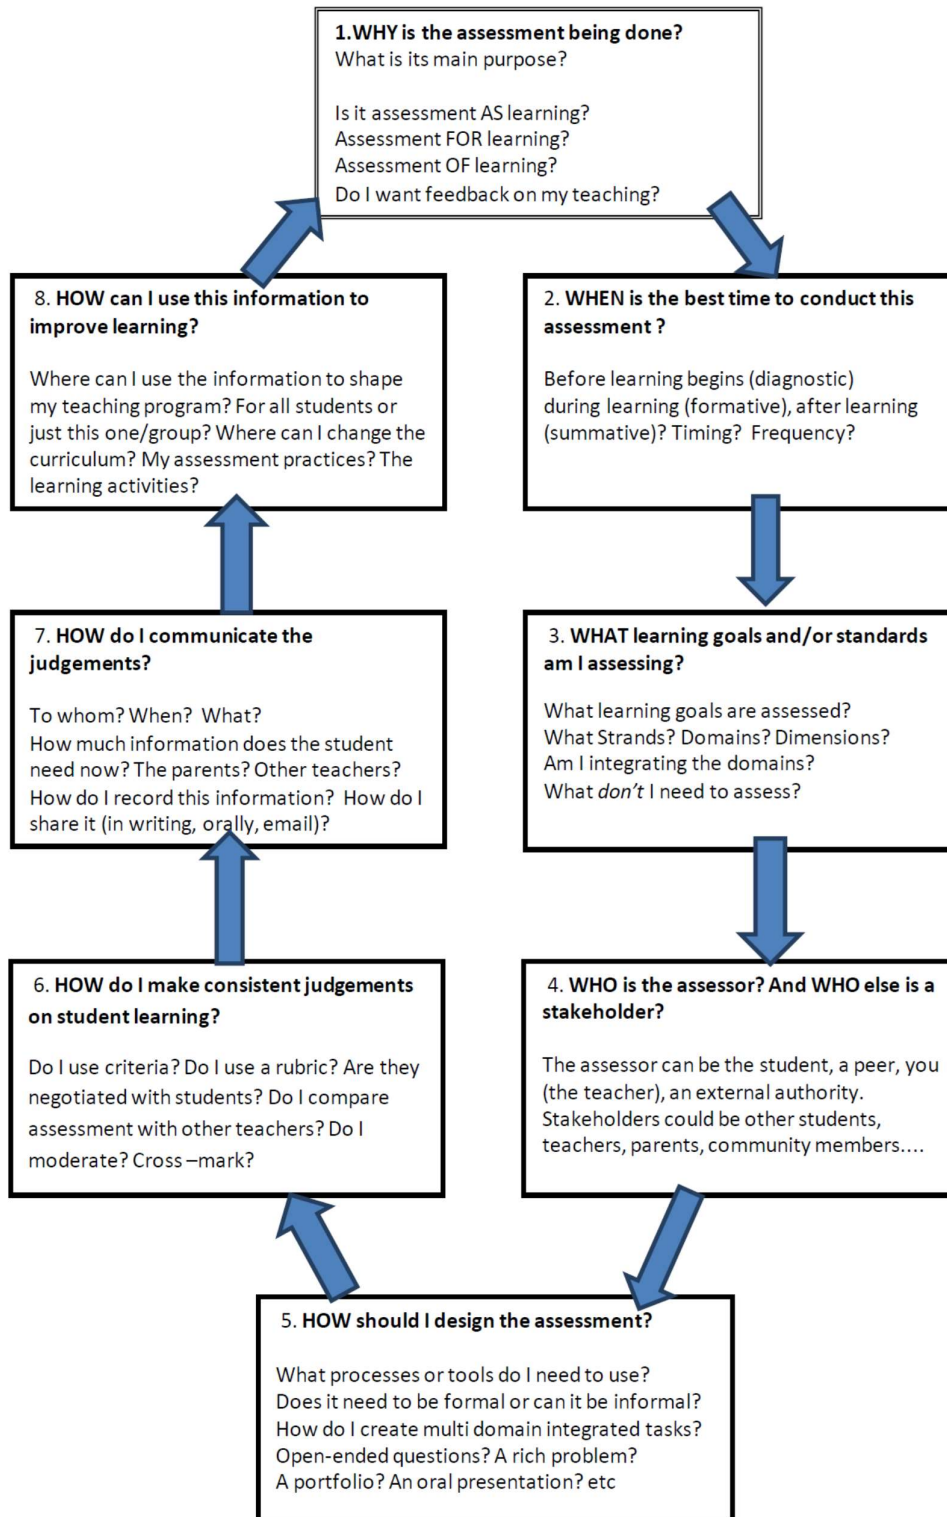 1.WHY is the assessment being done?
What is its main purpose?
Is it assessment AS learning?
Assessment FOR learning?
Assessment OF learning?
Do I want feedback on my teaching?
2. WHEN is the best time to conduct this
assessment ?
Before learning begins (diagnostic)
during learning (formative), after learning
(summative)? Timing? Frequency?
3. WHAT learning goals and/or standards
am I assessing?
What learning goals are assessed?
What Strands? Domains? Dimensions?
Am I integrating the domains?
What don't I need to assess?
4. WHO is the assessor? And WHO else is a
stakeholder?
The assessor can be the student, a peer, you
(the teacher), an external authority.
Stakeholders could be other students,
teachers, parents, community members....
5. HOW should I design the assessment?
What processes or tools do I need to use?
Does it need to be formal or can it be informal?
How do I create multi domain integrated tasks?
Open-ended questions? A rich problem?
A portfolio? An oral presentation? etc
6. HOW do I make consistent judgements
on student learning?
Do I use criteria? Do I use a rubric? Are they
negotiated with students? Do I compare
assessment with other teachers? Do I
moderate? Cross –mark?
7. HOW do I communicate the
judgements?
To whom? When? What?
How much information does the student
need now? The parents? Other teachers?
How do I record this information? How do I
share it (in writing, orally, email)?
8. HOW can I use this information to
improve learning?
Where can I use the information to shape
my teaching program? For all students or
just this one/group? Where can I change the
curriculum? My assessment practices? The
learning activities?